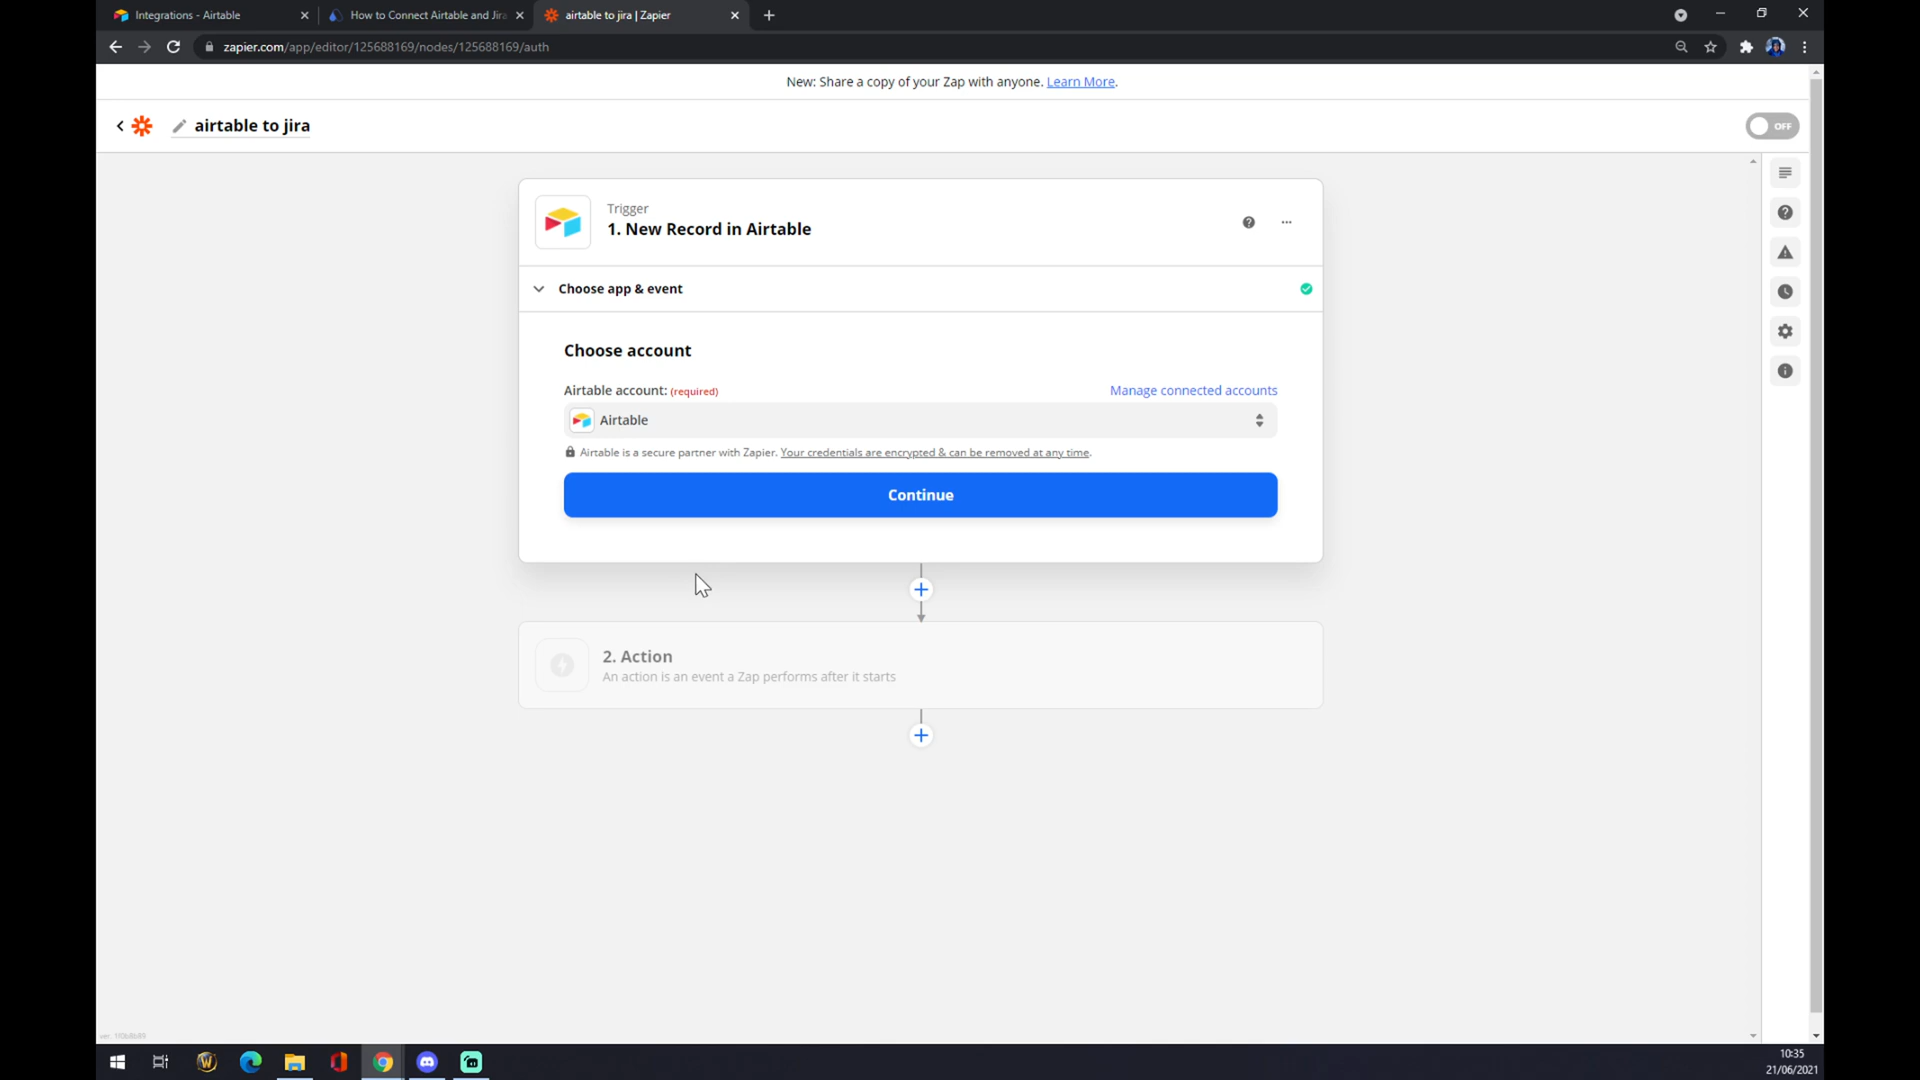 Integrations - Airtable
How to Connect Airtable and Jira
airtable to jira | Zapier
zapier.com/app/editor/125688169/nodes/125688169/auth
New: Share a copy of your Zap with anyone. Learn More.
airtable to jira
OFF
Trigger
1. New Record in Airtable
Choose app & event
Choose account
Airtable account: (required)
Manage connected accounts
Airtable
Airtable is a secure partner with Zapier. Your credentials are encrypted & can be removed at any time.
Continue
2. Action
An action is an event a Zap performs after it starts
10:35
21/06/2021